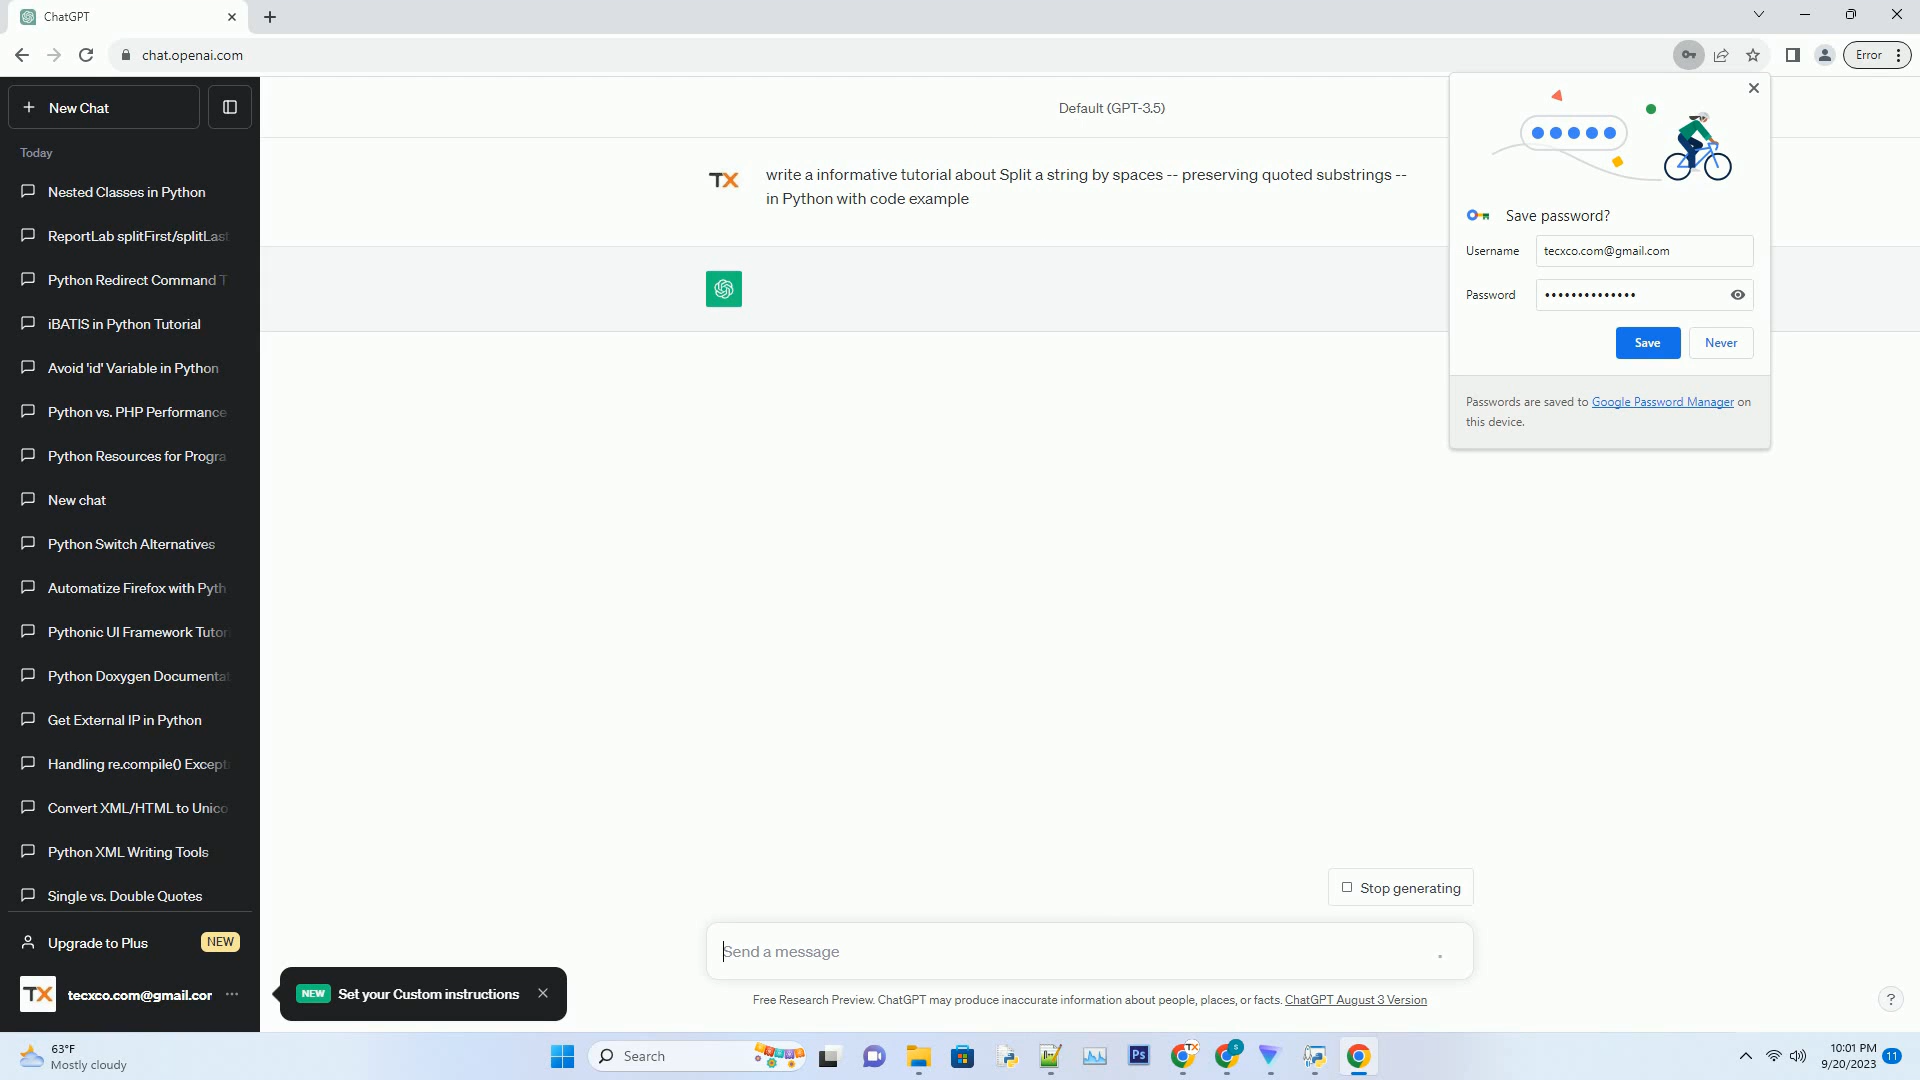 ChatGPT
chat.openai.com
Error
New Chat
Today
Nested Classes in Python
ReportLab splitFirst/splitLast
Python Redirect Command T
iBATIS in Python Tutorial
Avoid 'id' Variable in Python
Python vs. PHP Performance
Python Resources for Progra
New chat
Python Switch Alternatives
Automatize Firefox with Pyth
Pythonic UI Framework Tutor
Python Doxygen Documentat
Get External IP in Python
Handling re.compile() Except
Convert XML/HTML to Unico
Python XML Writing Tools
Single vs. Double Quotes
Upgrade to Plus
NEW
TX
tecxco.com@gmail.cor
Default (GPT-3.5)
TX
write a informative tutorial about Split a string by spaces -- preserving quoted substrings --
in Python with code example
Save password?
Username
tecxco.com@gmail.com
Password
Save
Never
Passwords are saved to Google Password Manager on
this device.
Stop generating
Send a message
Free Research Preview. ChatGPT may produce inaccurate information about people, places, or facts. ChatGPT August 3 Version
NEW
Set your Custom instructions
?
63°F
Mostly cloudy
Search
Ps
TX
S
10:01 PM
9/20/2023
11